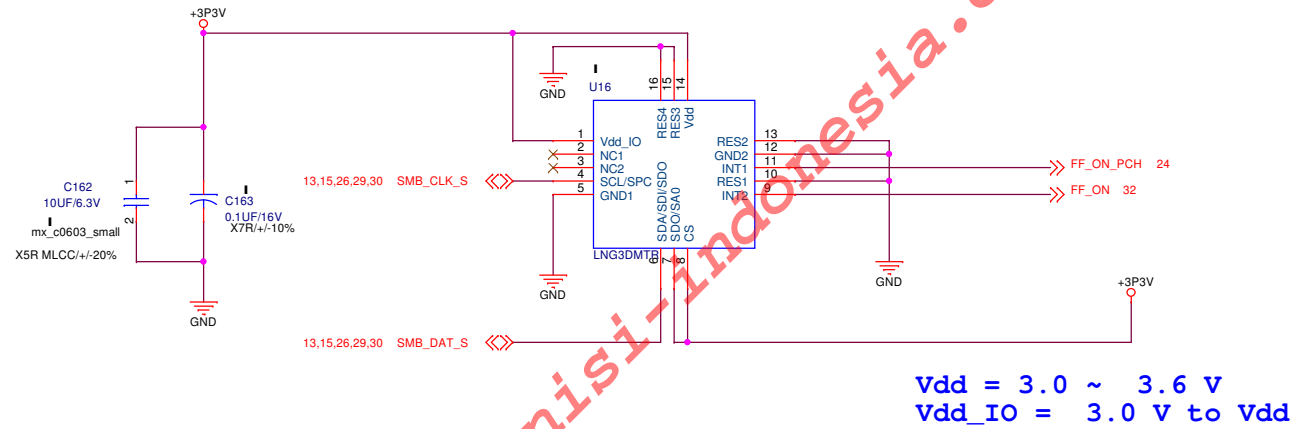 +3P3V
GND
U16
16
15
14
RES4
RES3
Vdd
1
2
3
4
5
Vdd_IO
NC1
NC2
SCL/SPC
GND1
13
12
11
10
9
RES2
GND2
INT1
RES1
INT2
SDA/SDI/SDO
SDO/SA0
CS
6
7
8
LNG3DMTR
13,15,26,29,30 SMB_CLK_S
FF_ON_PCH 24
FF_ON 32
C162
10UF/6.3V
1
2
mx_c0603_small
X5R MLCC/+/-20%
C163
0.1UF/16V
X7R/+/-10%
GND
GND
GND
+3P3V
13,15,26,29,30 SMB_DAT_S
Vdd = 3.0 ~ 3.6 V
Vdd_IO = 3.0 V to Vdd
nisi-indonesia.